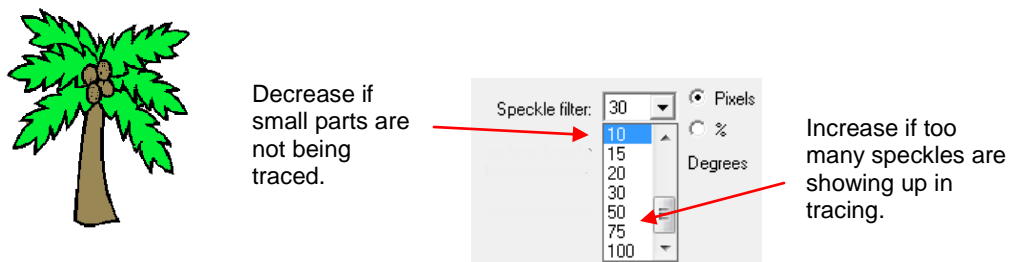 Decrease if
small parts are
not being
traced.
Speckle filter: 30
Pixels
%
Degrees
10
15
20
30
50
75
100
Increase if too
many speckles are
showing up in
tracing.